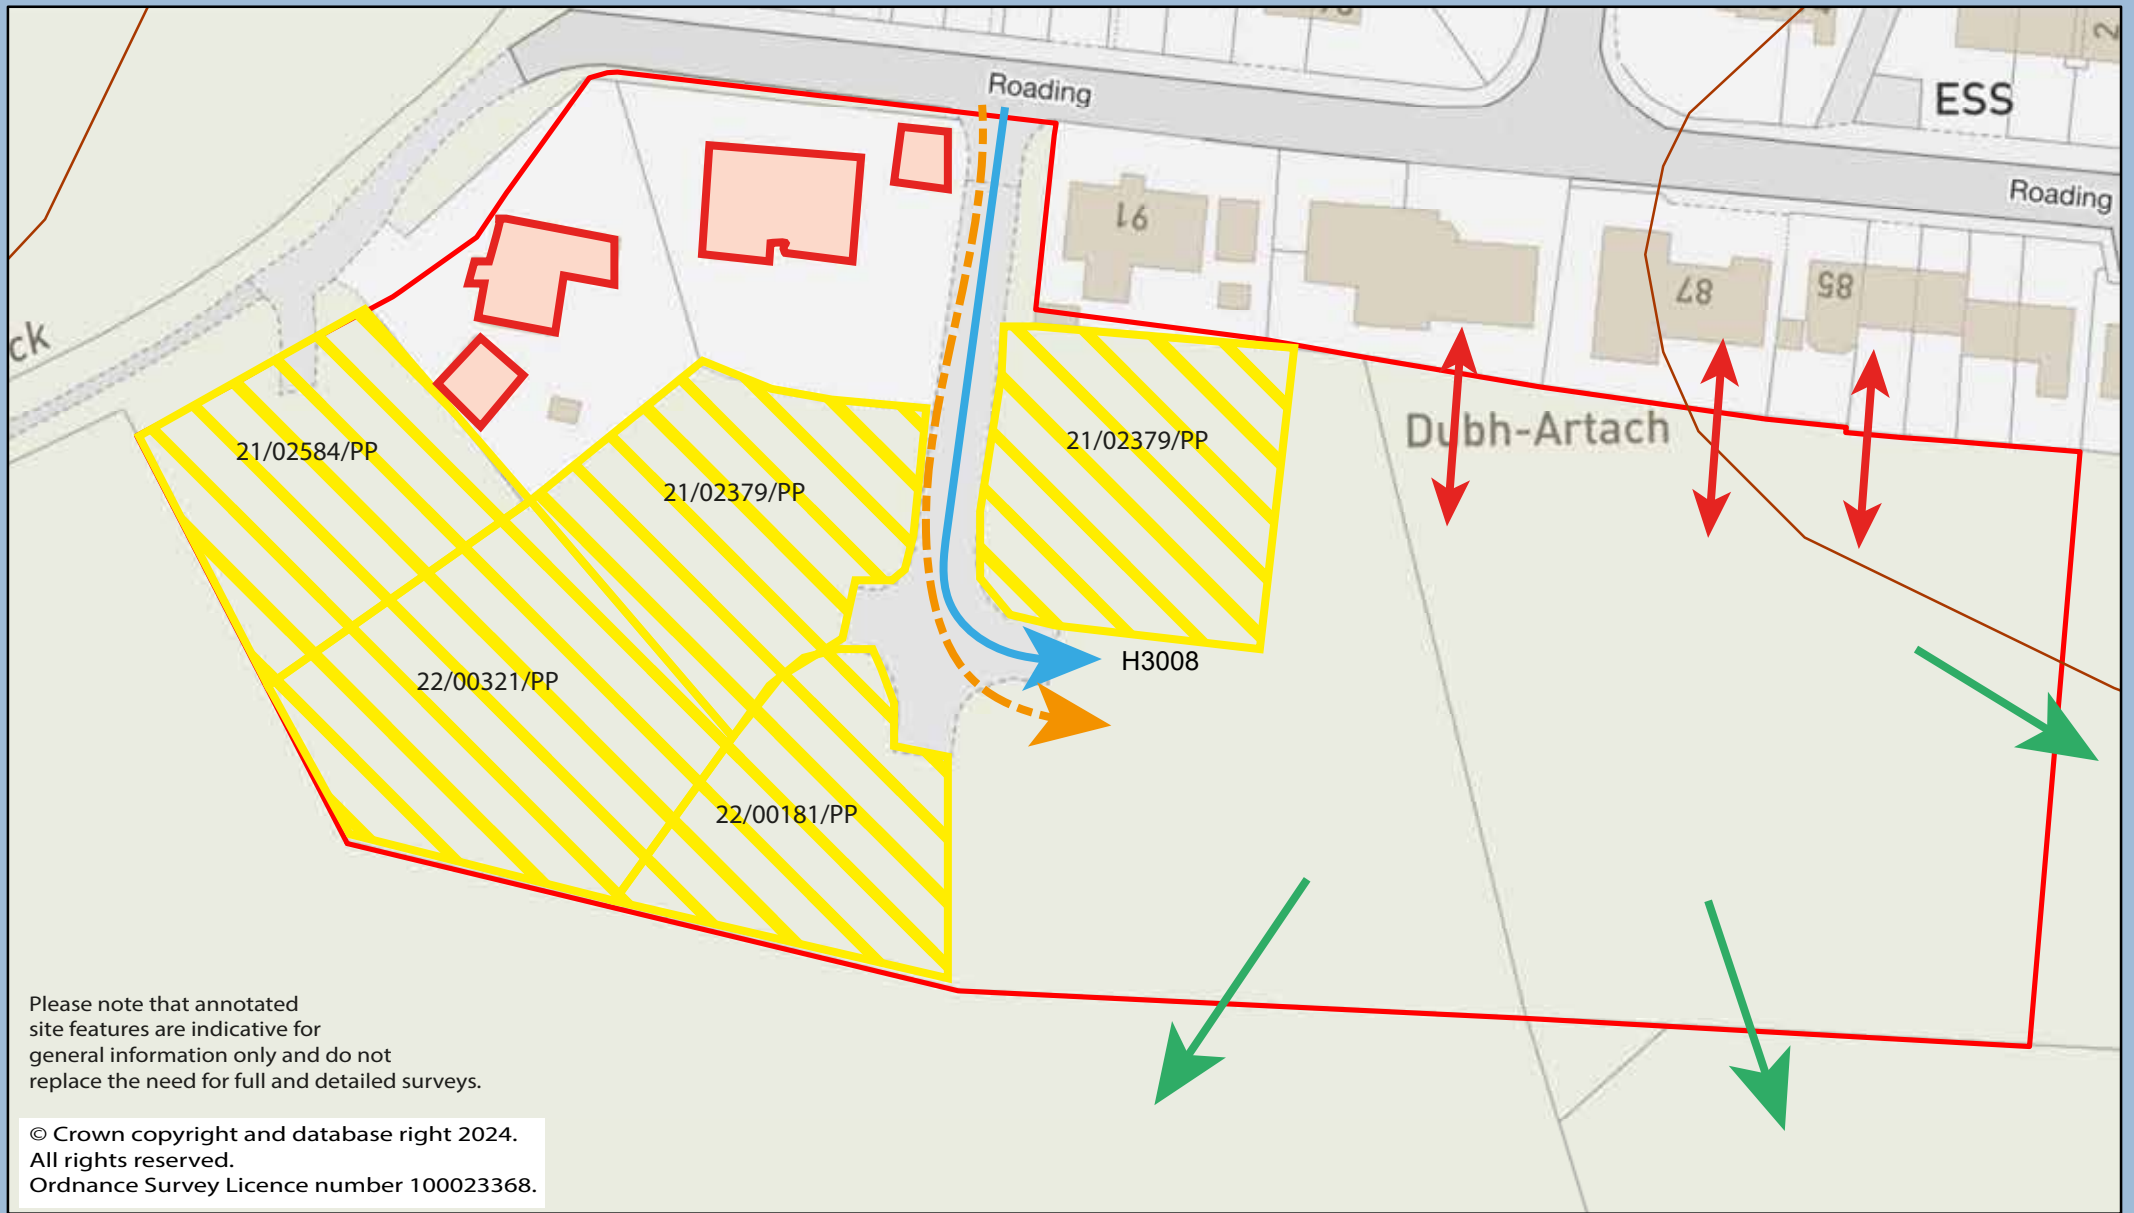 Roading
ESS
Roading
91
87
85
ck
Dubh-Artach
21/02584/PP
21/02379/PP
21/02379/PP
22/00321/PP
H3008
22/00181/PP
Please note that annotated
site features are indicative for
general information only and do not
replace the need for full and detailed surveys.
© Crown copyright and database right 2024.
All rights reserved.
Ordnance Survey Licence number 100023368.